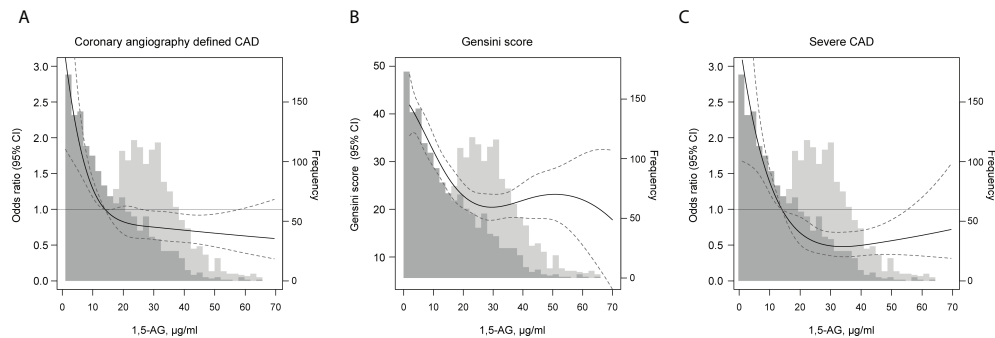 A
B
C
Coronary angiography defined CAD
Gensini score
Severe CAD
Odds ratio (95% CI)
3.0
2.5
2.0
1.5
1.0
0.5
0.0
Frequency
150
100
50
0
0 10 20 30 40 50 60 70
1,5-AG, µg/ml
Gensini score (95% CI)
50
40
30
20
10
Frequency
150
100
50
0
0 10 20 30 40 50 60 70
1,5-AG, µg/ml
Odds ratio (95% CI)
3.0
2.5
2.0
1.5
1.0
0.5
0.0
Frequency
150
100
50
0
0 10 20 30 40 50 60 70
1,5-AG, µg/ml